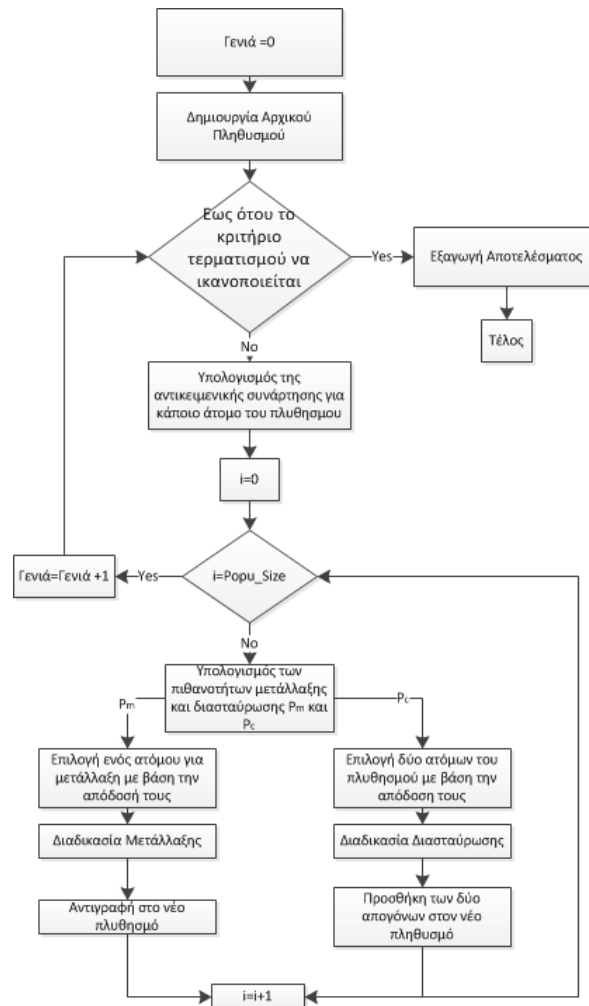 Γενιά =0
Δημιουργία Αρχικού
Πληθυσμού
Έως ότου το
κριτήριο
τερματισμού να
ικανοποιείται
Yes
Εξαγωγή Αποτελέσματος
Τέλος
No
Υπολογισμός της
αντικειμενικής συνάρτησης για
κάποιο άτομο του πλυθησμου
i=0
i=Popu_Size
Yes
Γενιά=Γενιά +1
No
Υπολογισμός των
πιθανοτήτων μετάλλαξης
και διασταύρωσης Pm και
Pc
Pm
Pc
Επιλογή ενός ατόμου για
μετάλλαξη με βάση την
απόδοσή τους
Επιλογή δύο ατόμων του
πλυθησμού με βάση την
απόδοση τους
Διαδικασία Μετάλλαξης
Διαδικασία Διασταύρωσης
Αντιγραφή στο νέο
πλυθησμό
Προσθήκη των δύο
απογόνων στον νέο
πληθυσμό
i=i+1